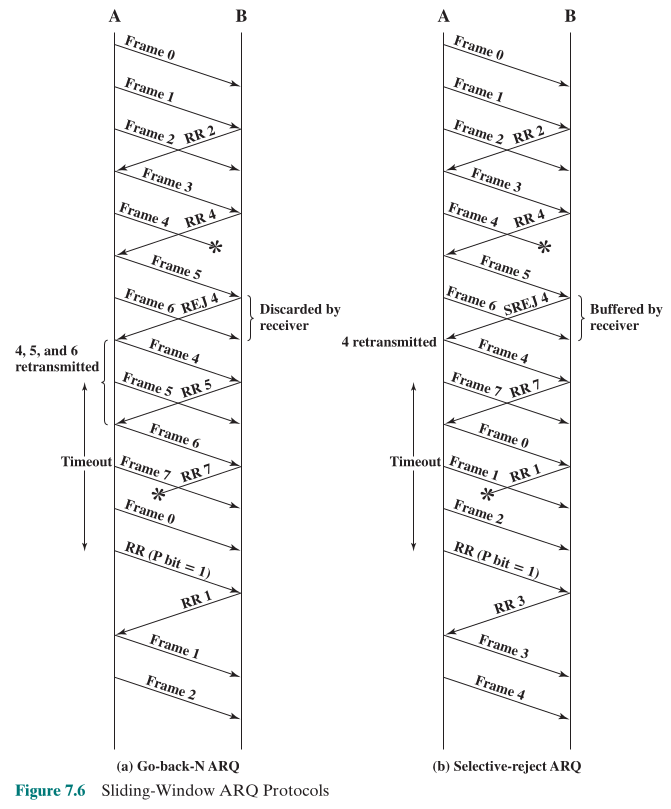 A
B
Frame 0
Frame 1
Frame 2
RR 2
Frame 3
Frame 4
RR 4
*
Frame 5
Frame 6
REJ 4
Discarded by
receiver
4, 5, and 6
retransmitted
Frame 4
Frame 5
RR 5
Frame 6
Timeout
Frame 7
RR 7
*
Frame 0
RR (P bit = 1)
RR 1
Frame 1
Frame 2
(a) Go-back-N ARQ
A
B
Frame 0
Frame 1
Frame 2
RR 2
Frame 3
Frame 4
RR 4
*
Frame 5
Frame 6
SREJ 4
Buffered by
receiver
4 retransmitted
Frame 4
Frame 7
RR 7
Frame 0
Timeout
Frame 1
RR 1
*
Frame 2
RR (P bit = 1)
RR 3
Frame 3
Frame 4
(b) Selective-reject ARQ
Figure 7.6 Sliding-Window ARQ Protocols